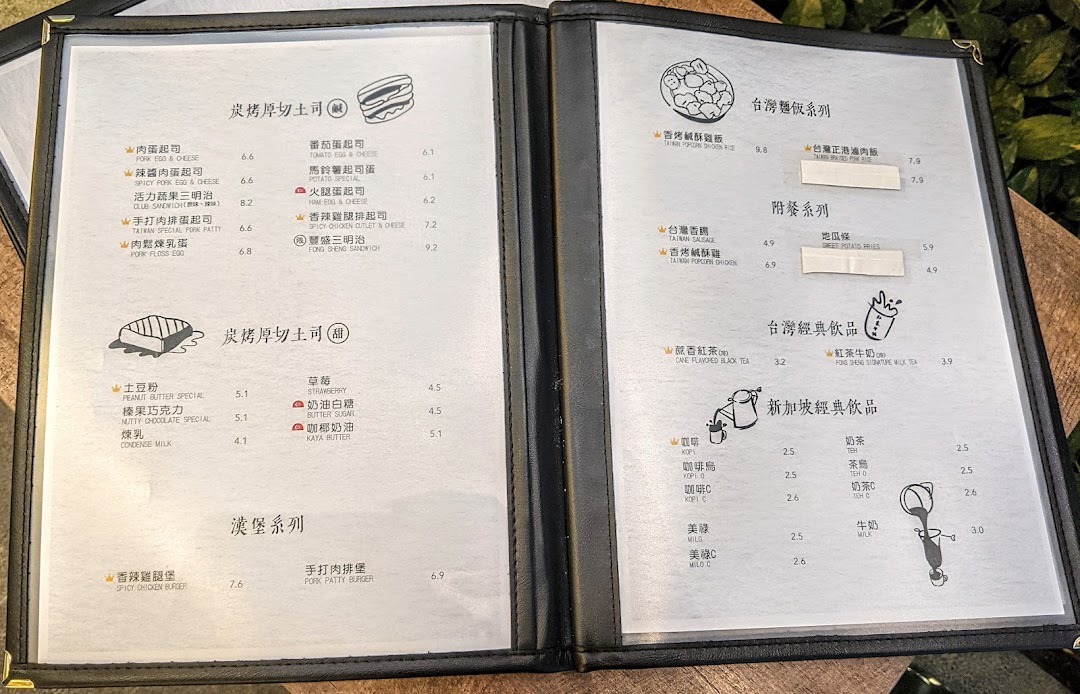 炭烤厚切土司 鹹
肉蛋起司
PORK EGG & CHEESE 6.6
辣醬肉蛋起司
SPICY PORK EGG & CHEESE 6.6
活力蔬果三明治
CLUB SANDWICH(原味、辣味) 8.2
手打肉排蛋起司
TAIWAN SPECIAL PORK PATTY 6.6
肉鬆煉乳蛋
PORK FLOSS EGG 6.8
番茄蛋起司
TOMATO EGG & CHEESE 6.1
馬鈴薯起司蛋
POTATO SPECIAL 6.1
火腿蛋起司
HAM EGG & CHEESE 6.2
香辣雞腿排起司
SPICY CHICKEN CUTLET & CHEESE 7.2
豐盛三明治
FONG SHENG SANDWICH 9.2
炭烤厚切土司 甜
土豆粉
PEANUT BUTTER SPECIAL 5.1
榛果巧克力
NUTTY CHOCOLATE SPECIAL 5.1
煉乳
CONDENSE MILK 4.1
草莓
STRAWBERRY 4.5
奶油白糖
BUTTER SUGAR 4.5
咖椰奶油
KAYA BUTTER 5.1
漢堡系列
香辣雞腿堡
SPICY CHICKEN BURGER 7.6
手打肉排堡
PORK PATTY BURGER 6.9
台灣麵飯系列
香烤鹹酥雞飯
TAIWAN POPCORN CHICKEN RICE 9.8
台灣正港滷肉飯
TAIWAN BRAISED PORK RICE 7.9
7.9
附餐系列
台灣香腸
TAIWAN SAUSAGE 4.9
香烤鹹酥雞
TAIWAN POPCORN CHICKEN 6.9
地瓜條
SWEET POTATO FRIES 5.9
4.9
台灣經典飲品
蔗香紅茶(冷)
CANE FLAVORED BLACK TEA 3.2
紅茶牛奶(冷)
FONG SHENG SIGNATURE MILK TEA 3.9
新加坡經典飲品
咖啡
KOPI 2.5
咖啡烏
KOPI O 2.5
咖啡C
KOPI C 2.6
美祿
MILO 2.5
美祿C
MILO C 2.6
奶茶
TEH 2.5
茶烏
TEH O 2.5
奶茶C
TEH C 2.6
牛奶
MILK 3.0